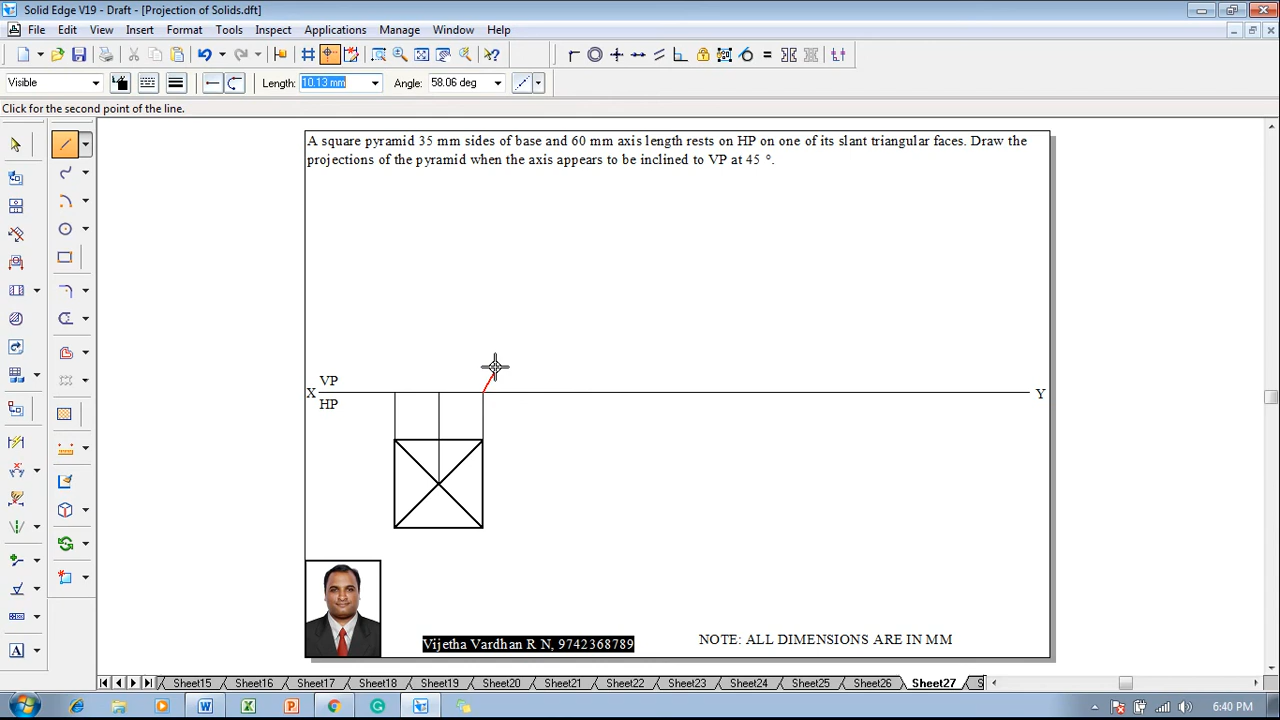 Solid Edge V19 - Draft - [Projection of Solids.dft]
File Edit View Insert Format Tools Inspect Applications Manage Window Help
Visible Length: 10.13 mm Angle: 58.06 deg
Click for the second point of the line.
A square pyramid 35 mm sides of base and 60 mm axis length rests on HP on one of its slant triangular faces. Draw the
projections of the pyramid when the axis appears to be inclined to VP at 45 °.
VP
X Y
HP
Vijetha Vardhan R N, 9742368789
NOTE: ALL DIMENSIONS ARE IN MM
Sheet15 Sheet16 Sheet17 Sheet18 Sheet19 Sheet20 Sheet21 Sheet22 Sheet23 Sheet24 Sheet25 Sheet26 Sheet27 S
6:40 PM